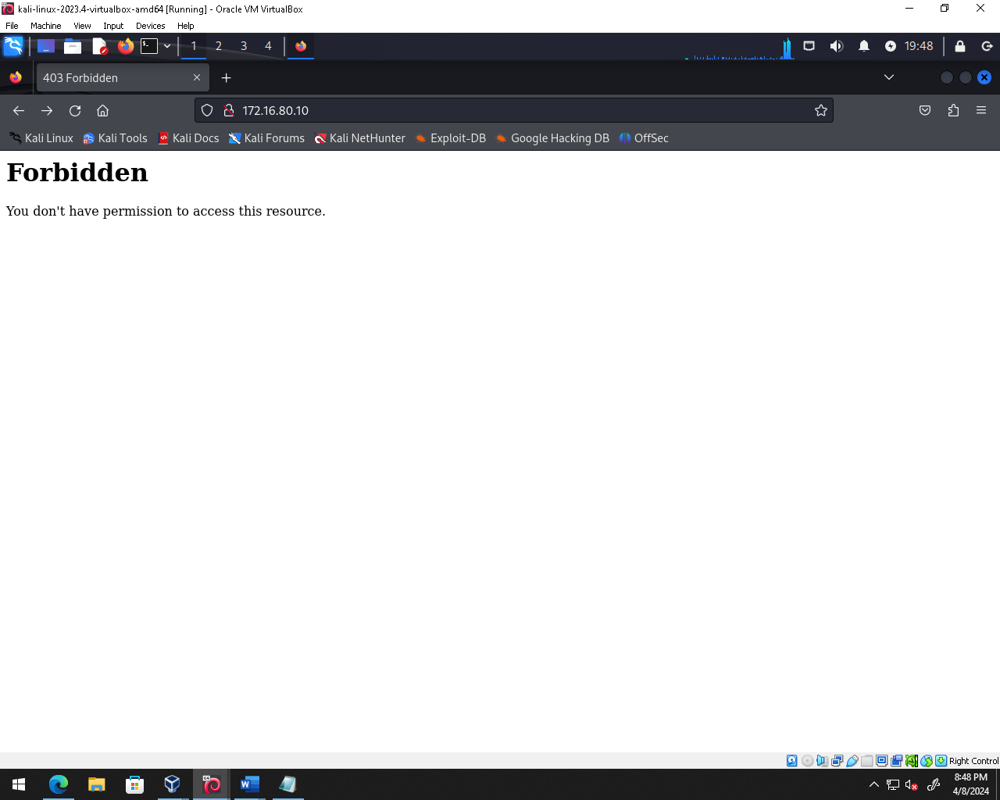 kali-linux-2023.4-virtualbox-amd64 [Running] - Oracle VM VirtualBox
File Machine View Input Devices Help
1 2 3 4 19:48
403 Forbidden
172.16.80.10
Kali Linux Kali Tools Kali Docs Kali Forums Kali NetHunter Exploit-DB Google Hacking DB OffSec
Forbidden
You don't have permission to access this resource.
Right Control
64
8:48 PM
4/8/2024